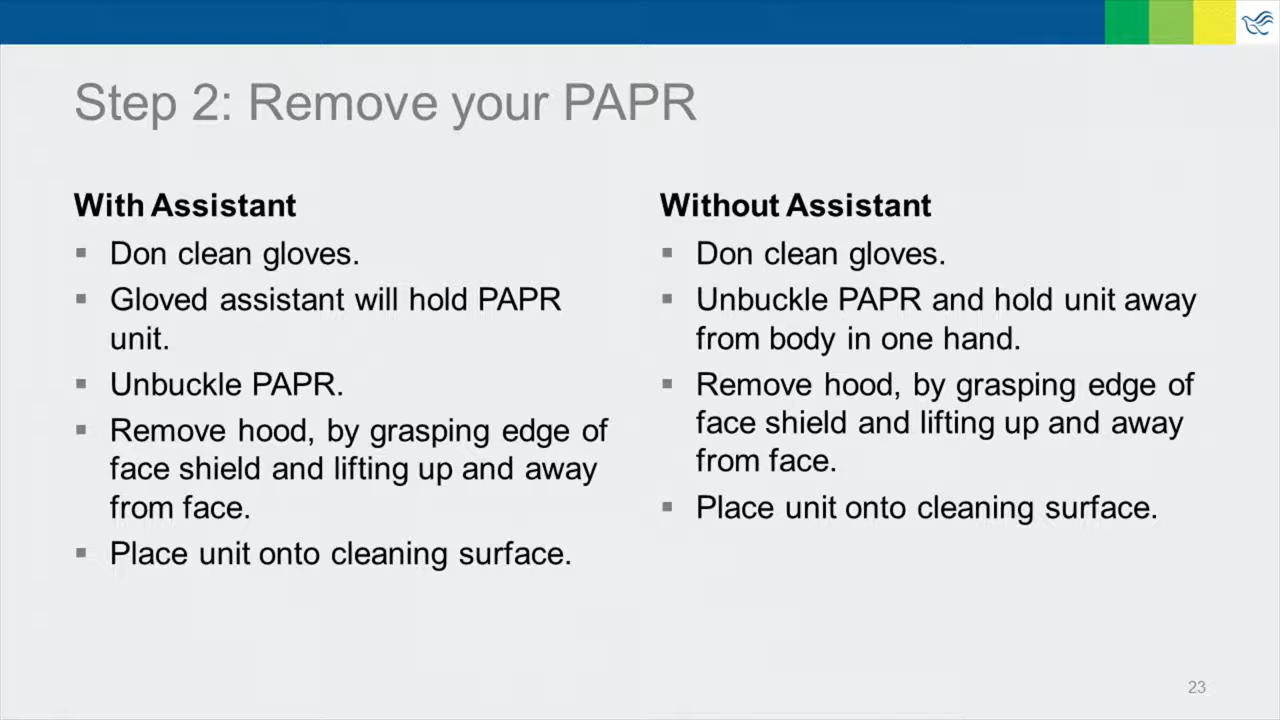 Step 2: Remove your PAPR
With Assistant
▪ Don clean gloves.
▪ Gloved assistant will hold PAPR
unit.
▪ Unbuckle PAPR.
▪ Remove hood, by grasping edge of
face shield and lifting up and away
from face.
▪ Place unit onto cleaning surface.
Without Assistant
▪ Don clean gloves.
▪ Unbuckle PAPR and hold unit away
from body in one hand.
▪ Remove hood, by grasping edge of
face shield and lifting up and away
from face.
▪ Place unit onto cleaning surface.
23